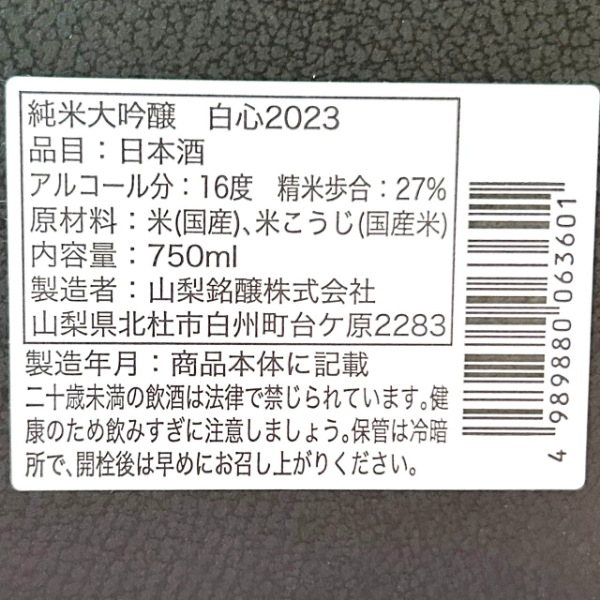 純米大吟醸　白心2023
品目：日本酒
アルコール分：16度　精米歩合：27%
原材料：米(国産)、米こうじ(国産米)
内容量：750ml
製造者：山梨銘醸株式会社
山梨県北杜市白州町台ケ原2283
製造年月：商品本体に記載
二十歳未満の飲酒は法律で禁じられています。健
康のため飲みすぎに注意しましょう。保管は冷暗
所で、開栓後は早めにお召し上がりください。
4 989880 063601